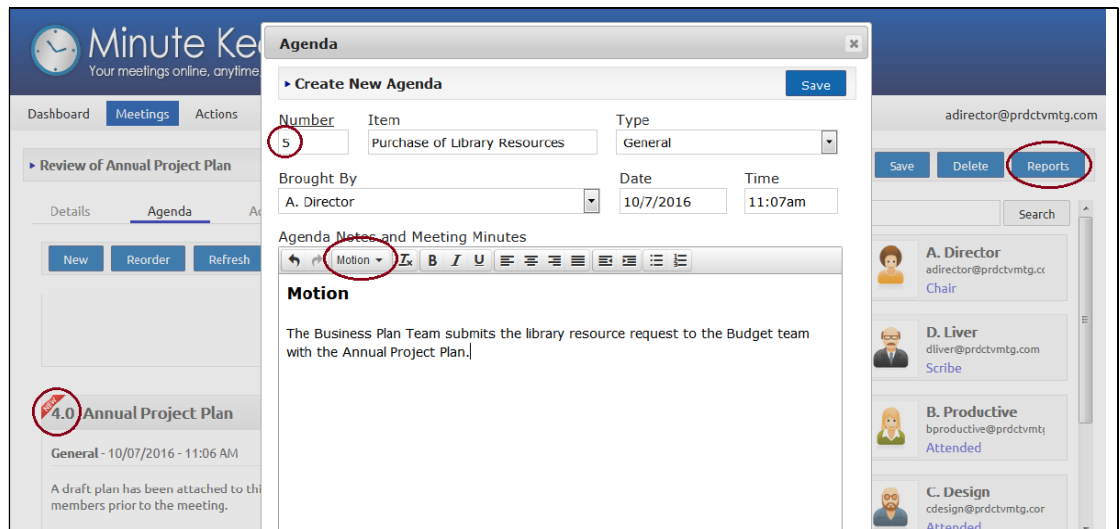 Minute Kee
Your meetings online, anytime
Dashboard Meetings Actions
adirector@prdctvmtg.com
Review of Annual Project Plan
Save Delete Reports
Details Agenda
Search
New Reorder Refresh
NEW
4.0 Annual Project Plan
General - 10/07/2016 - 11:06 AM
A draft plan has been attached to thi
members prior to the meeting.
Agenda
Create New Agenda
Save
Number Item Type
5 Purchase of Library Resources General
Brought By Date Time
A. Director 10/7/2016 11:07am
Agenda Notes and Meeting Minutes
Motion Tx B I U
Motion
The Business Plan Team submits the library resource request to the Budget team
with the Annual Project Plan.
A. Director
adirector@prdctvmtg.cc
Chair
D. Liver
dliver@prdctvmtg.com
Scribe
B. Productive
bproductive@prdctvmtg
Attended
C. Design
cdesign@prdctvmtg.cor
Attended